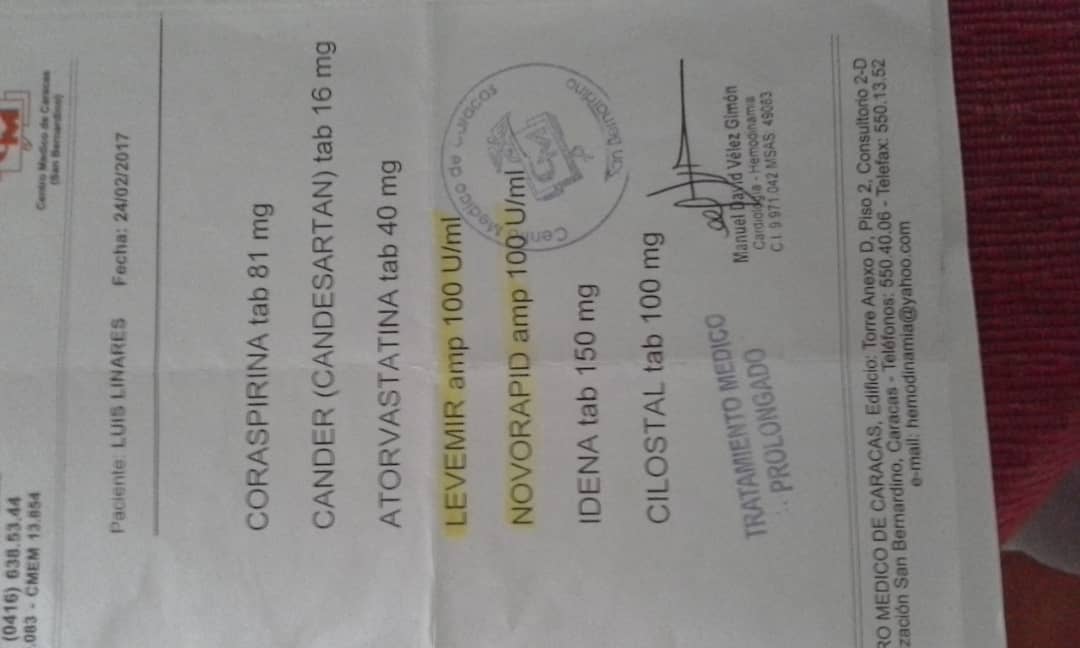 Centro Medico de Caracas
(San Bernardino)
(0416) 638.53.44
.083 - CMEM 13.854
Paciente: LUIS LINARES Fecha: 24/02/2017
CORASPIRINA tab 81 mg
CANDER (CANDESARTAN) tab 16 mg
ATORVASTATINA tab 40 mg
LEVEMIR amp 100 U/ml
NOVORAPID amp 100 U/ml
IDENA tab 150 mg
CILOSTAL tab 100 mg
Centro Medico de Caracas
San Bernardino
CM
Manuel David Vélez Gimón
Cardiología - Hemodinamia
C.I. 9 971.042 MSAS: 49083
TRATAMIENTO MEDICO
PROLONGADO
RO MEDICO DE CARACAS, Edificio: Torre Anexo D, Piso 2, Consultorio 2-D
zación San Bernardino, Caracas - Teléfonos: 550.40.06 - Telefax: 550.13.52
e-mail: hemodinamia@yahoo.com